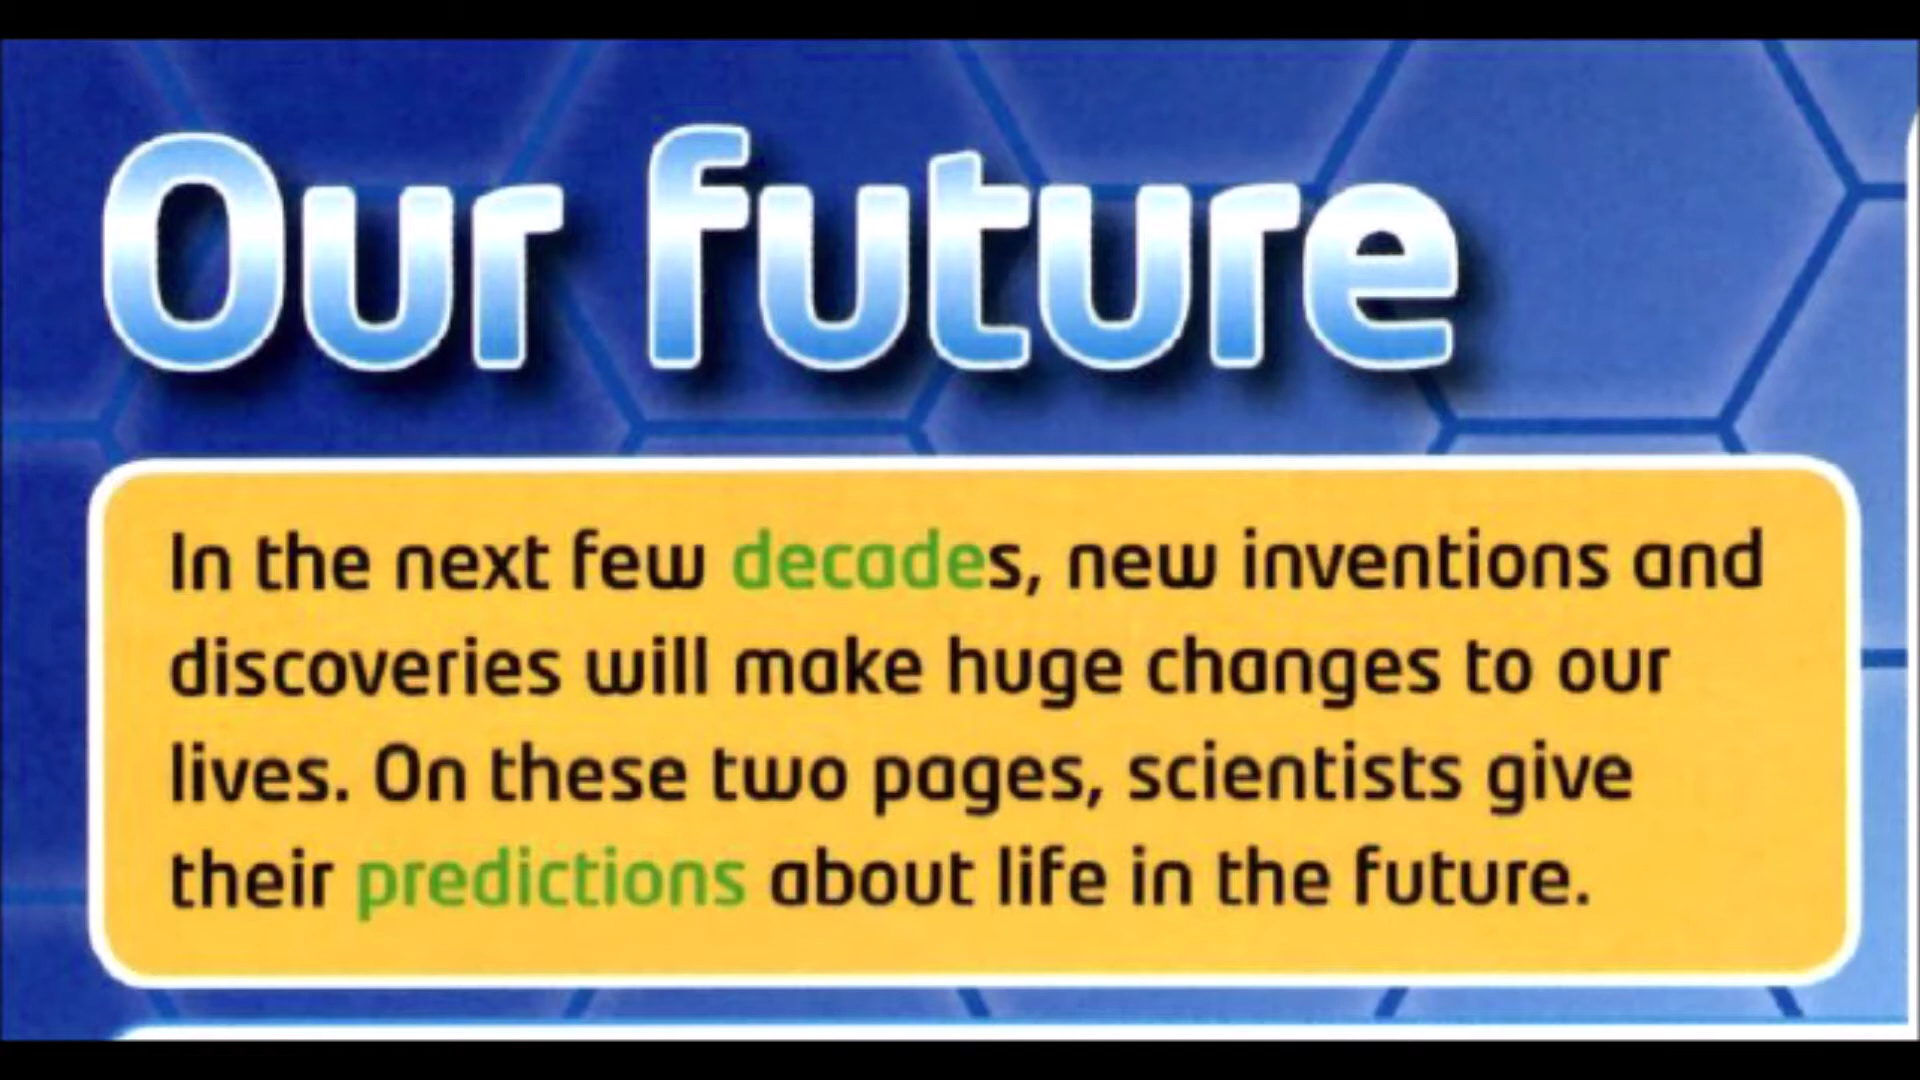 Our future
In the next few decades, new inventions and
discoveries will make huge changes to our
lives. On these two pages, scientists give
their predictions about life in the future.